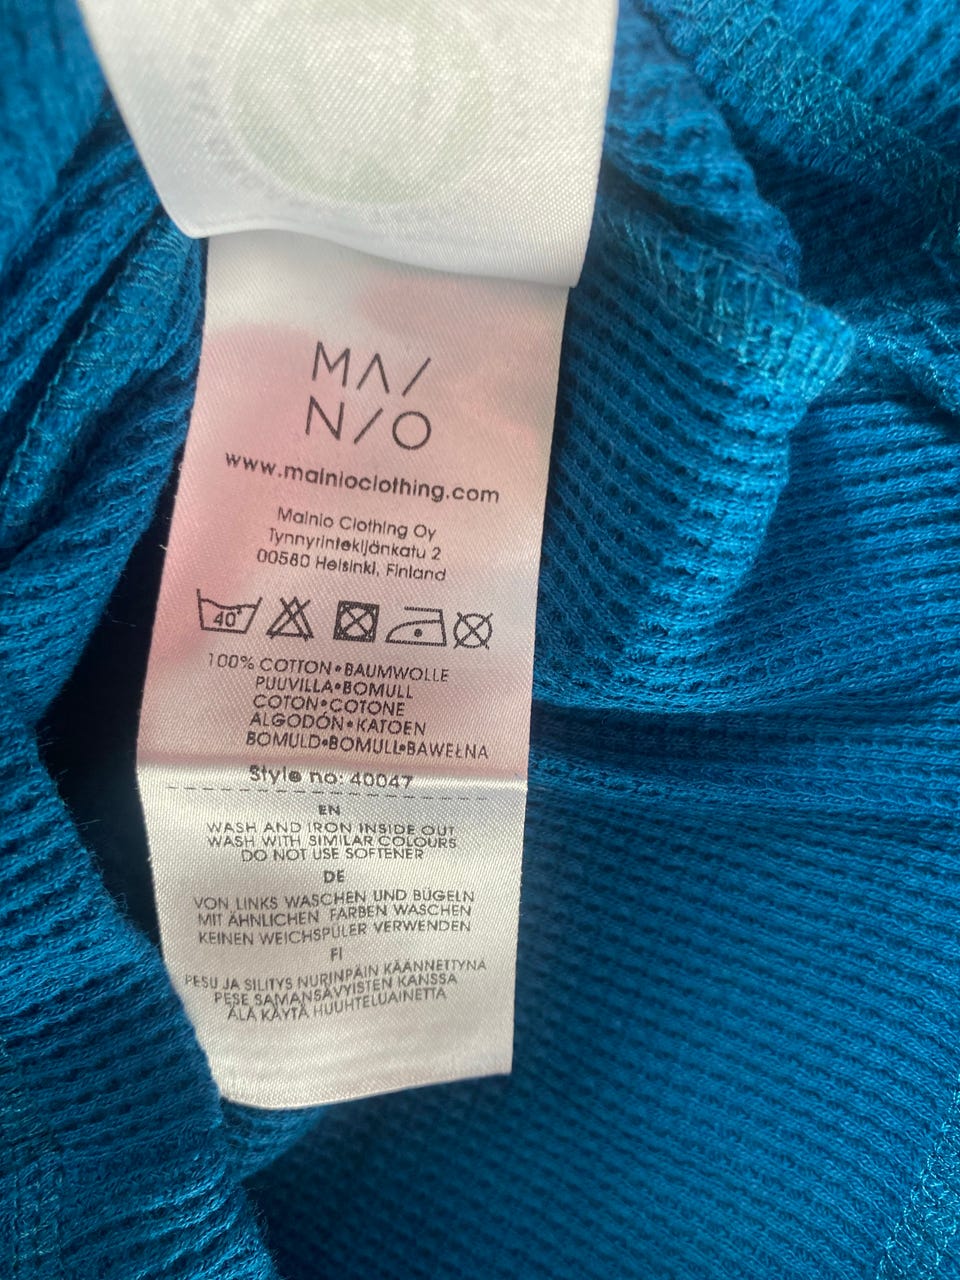 MAI
NIO
www.mainioclothing.com
Mainio Clothing Oy
Tynnyrintekijänkatu 2
00580 Helsinki, Finland
40°
100% COTTON•BAUMWOLLE
PUUVILLA•BOMULL
COTON•COTONE
ALGODÓN•KATOEN
BOMULD•BOMULL•BAWEŁNA
Style no: 40047
EN
WASH AND IRON INSIDE OUT
WASH WITH SIMILAR COLOURS
DO NOT USE SOFTENER
DE
VON LINKS WASCHEN UND BÜGELN
MIT ÄHNLICHEN FARBEN WASCHEN
KEINEN WEICHSPÜLER VERWENDEN
FI
PESU JA SILITYS NURINPÄIN KÄÄNNETTYNÄ
PESE SAMANSÄVYISTEN KANSSA
ÄLÄ KÄYTÄ HUUHTELUAINETTA